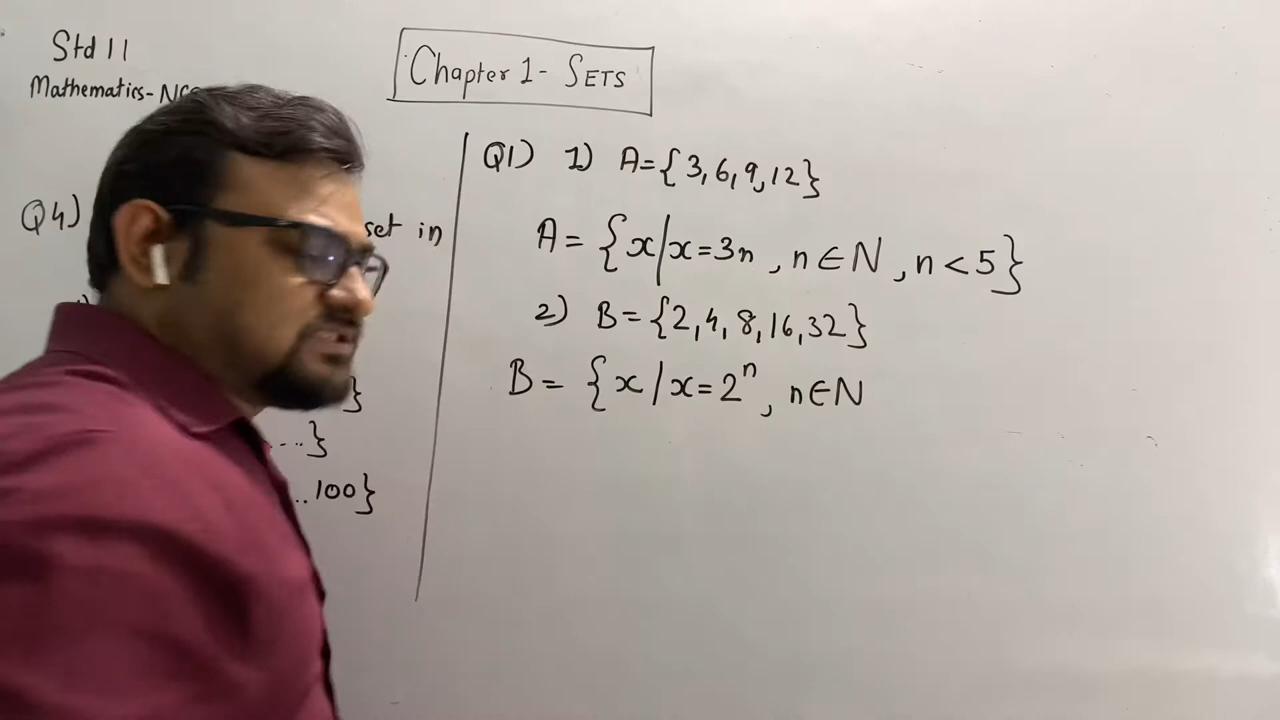 Std 11
Mathematics-
Chapter 1- SETS
Q4) set in
}
...}
..100}
Q1) 1) A={3,6,9,12}
A= {x/x=3n, n∈N, n<5}
2) B={2,4,8,16,32}
B= {x/x=2ⁿ, n∈N